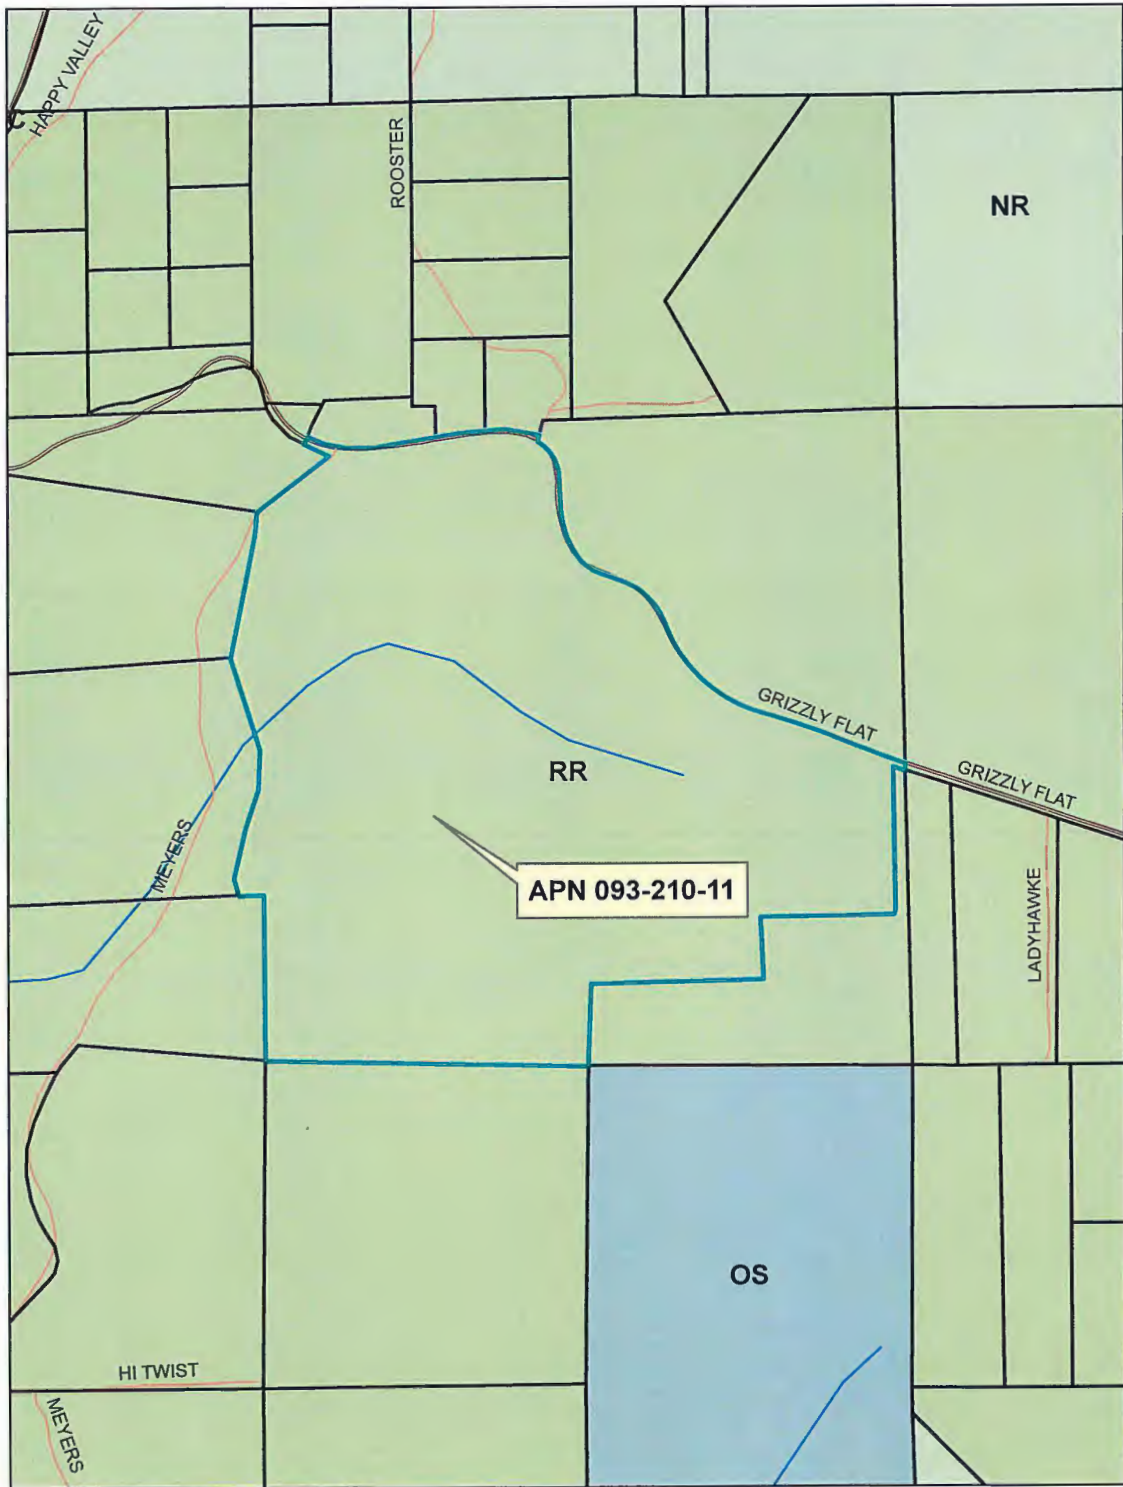 HAPPY VALLEY
C
ROOSTER
NR
GRIZZLY FLAT
GRIZZLY FLAT
RR
MEYERS
APN 093-210-11
LADYHAWKE
OS
HI TWIST
MEYERS